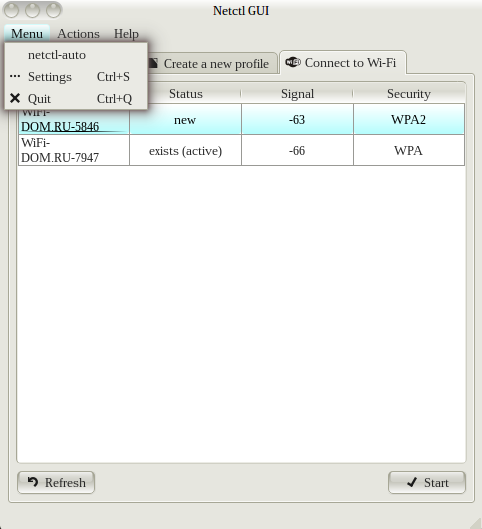 Netctl GUI
Menu Actions Help
netctl-auto
Settings Ctrl+S
Quit Ctrl+Q
Create a new profile
Connect to Wi-Fi
Status Signal Security
WiFi-
DOM.RU-5846 new -63 WPA2
WiFi-
DOM.RU-7947 exists (active) -66 WPA
Refresh Start